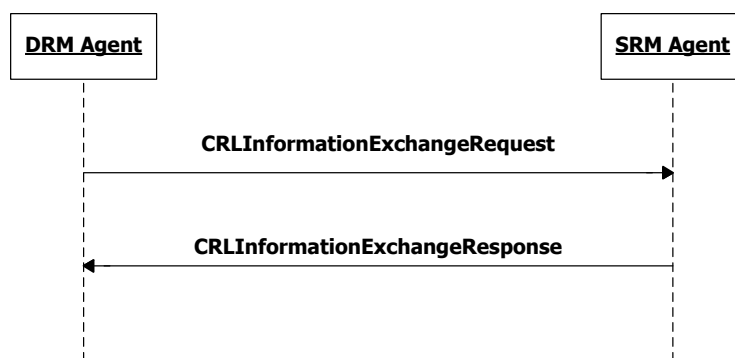 DRM Agent
SRM Agent
CRLInformationExchangeRequest
CRLInformationExchangeResponse